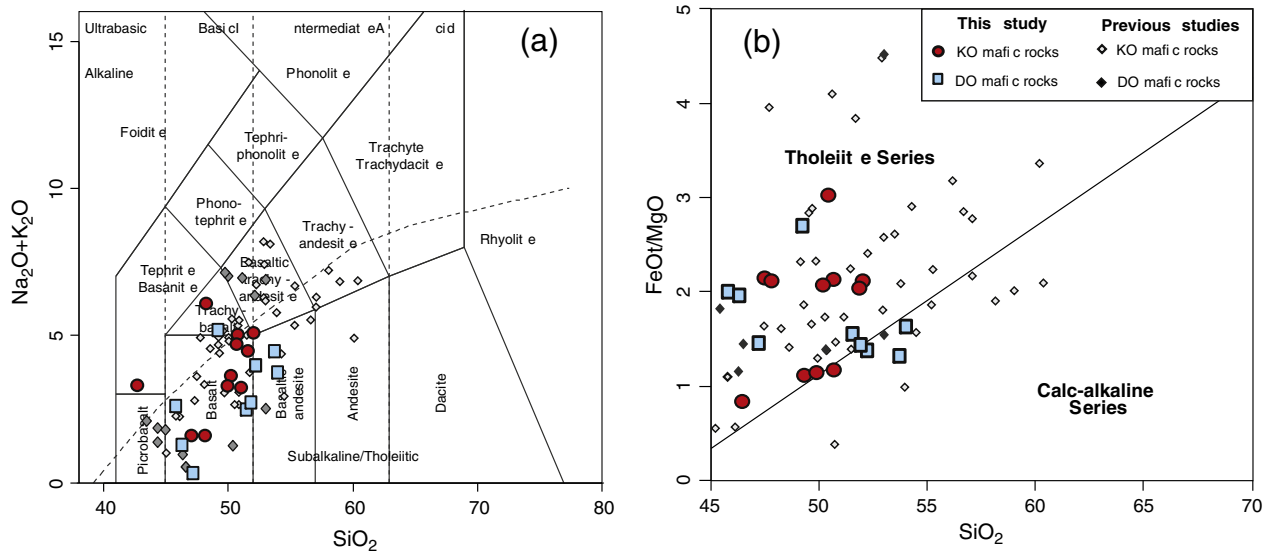 (a)
Ultrabasic
Basi cI
ntermediat eA
cid
Alkaline
Phonolit e
Foidit e
Tephri-
phonolit e
Trachyte
Trachydacit e
Phono-
tephrit e
Trachy -
andesit e
Rhyolit e
Tephrit e
Basanit e
Basaltic
trachy-
andesit e
Trachy-
basalt
Picrobasalt
Basalt
Basaltic
andesite
Andesite
Dacite
Subalkaline/Tholeiitic
Na2O+K2O
15
10
5
0
40
50
60
70
80
SiO2
(b)
This study
Previous studies
KO mafi c rocks
KO mafi c rocks
DO mafi c rocks
DO mafi c rocks
Tholeiit e Series
Calc-alkaline
Series
FeOt/MgO
5
4
3
2
1
0
45
50
55
60
65
70
SiO2